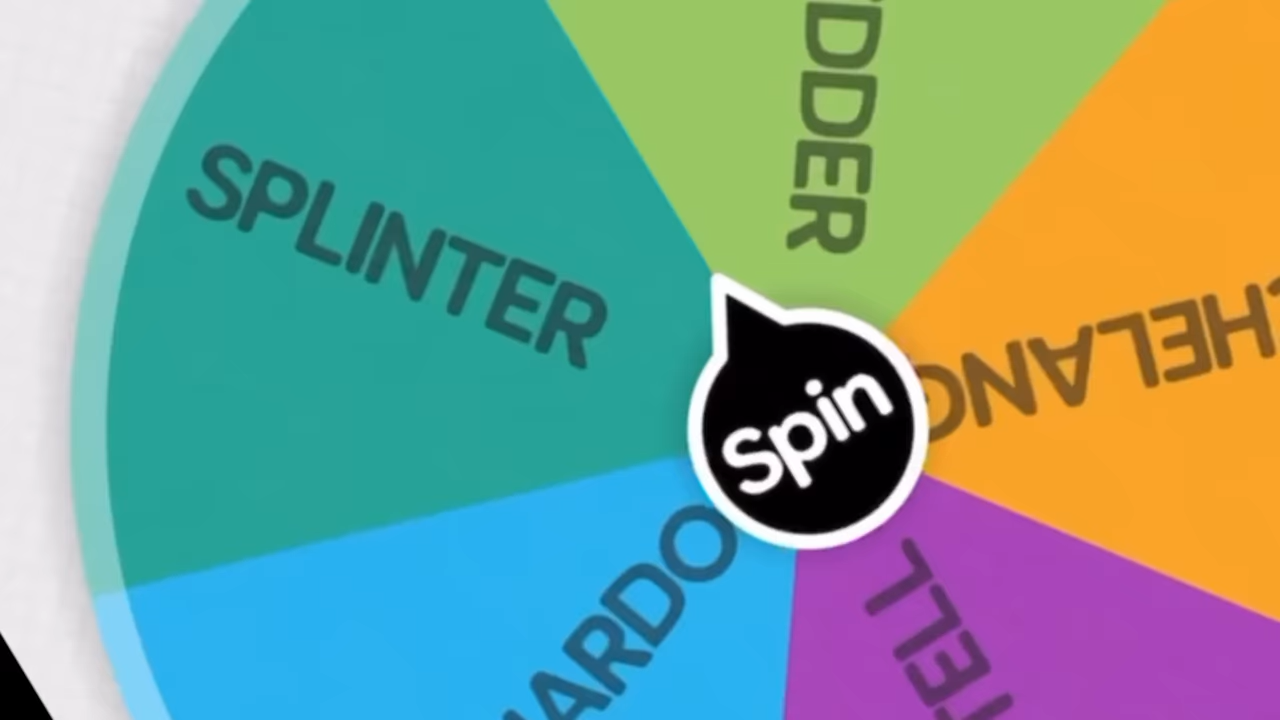 SPLINTER
DDER
HELANG
Spin
ARDO
TELL